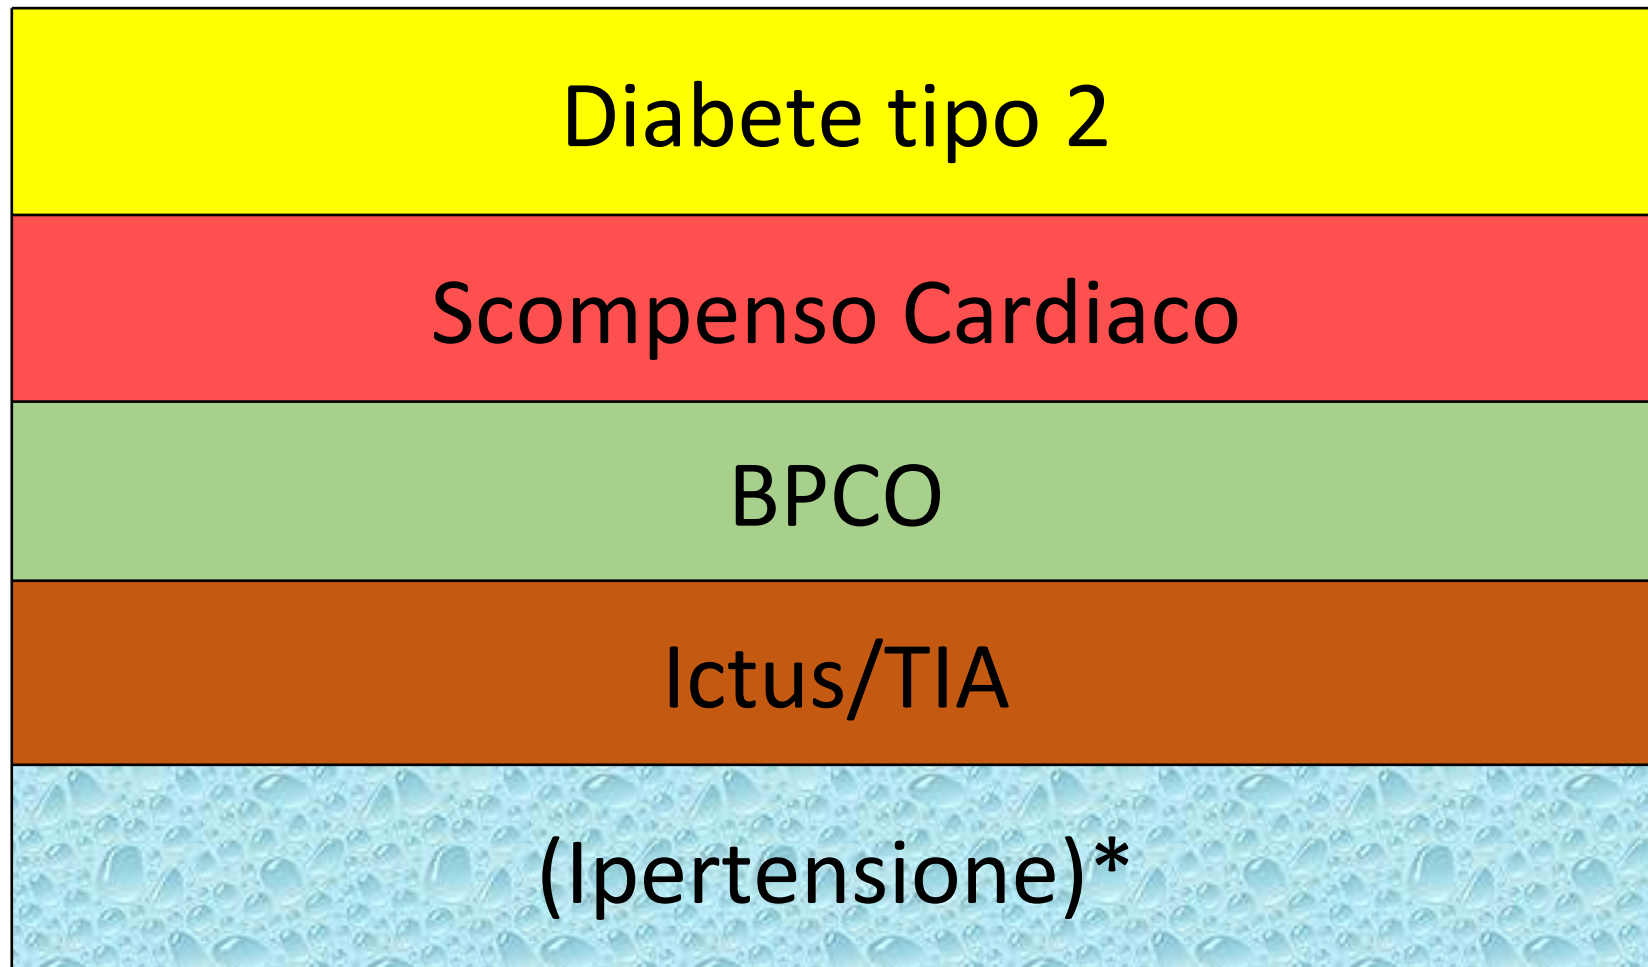 Diabete tipo 2
Scompenso Cardiaco
BPCO
Ictus/TIA
(Ipertensione)*